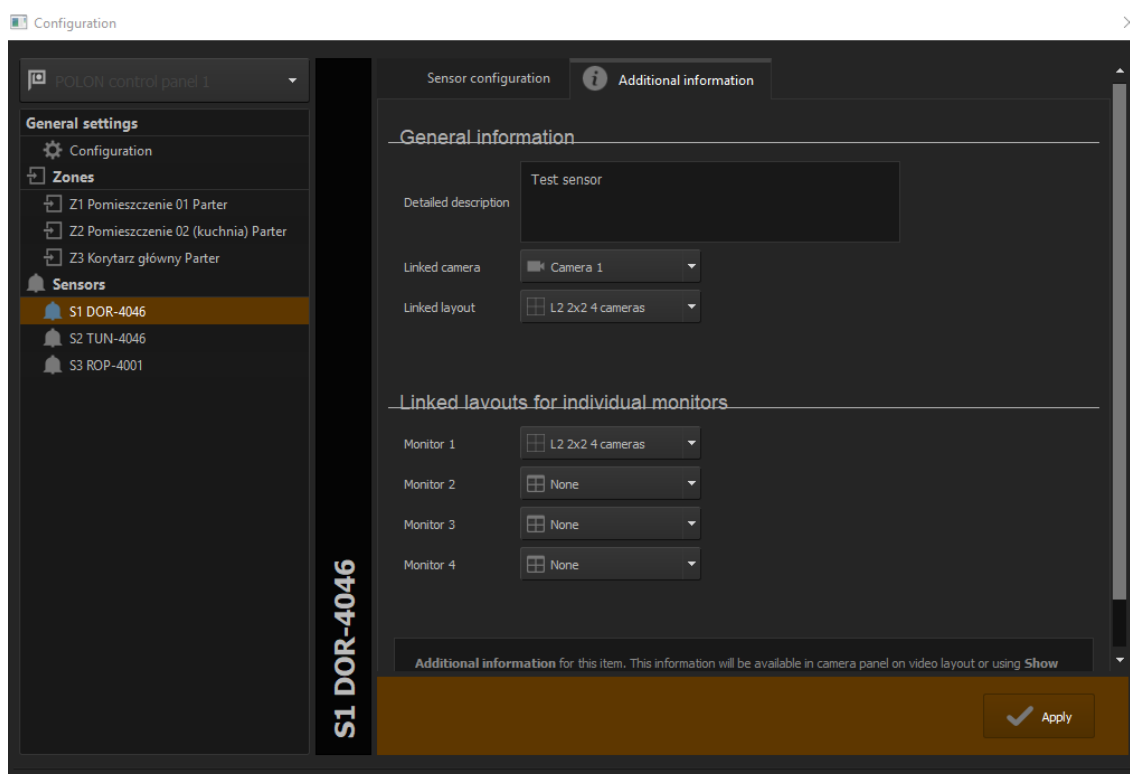 Configuration
POLON control panel 1
General settings
Configuration
Zones
Z1 Pomieszczenie 01 Parter
Z2 Pomieszczenie 02 (kuchnia) Parter
Z3 Korytarz główny Parter
Sensors
S1 DOR-4046
S2 TUN-4046
S3 ROP-4001
S1 DOR-4046
Sensor configuration
Additional information
General information
Detailed description
Test sensor
Linked camera
Camera 1
Linked layout
L2 2x2 4 cameras
Linked layouts for individual monitors
Monitor 1
L2 2x2 4 cameras
Monitor 2
None
Monitor 3
None
Monitor 4
None
Additional information for this item. This information will be available in camera panel on video layout or using Show
Apply